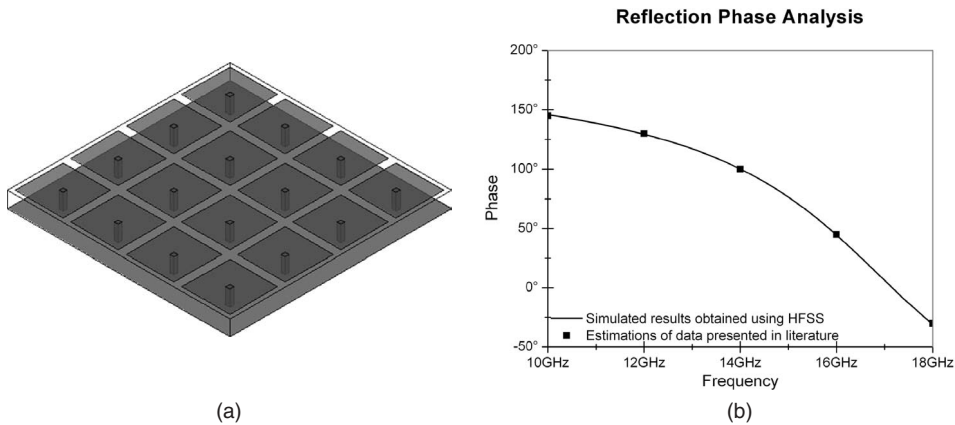 Reflection Phase Analysis
200°
150°
100°
50°
0°
-50°
Phase
Simulated results obtained using HFSS
Estimations of data presented in literature
10GHz 12GHz 14GHz 16GHz 18GHz
Frequency
(a) (b)